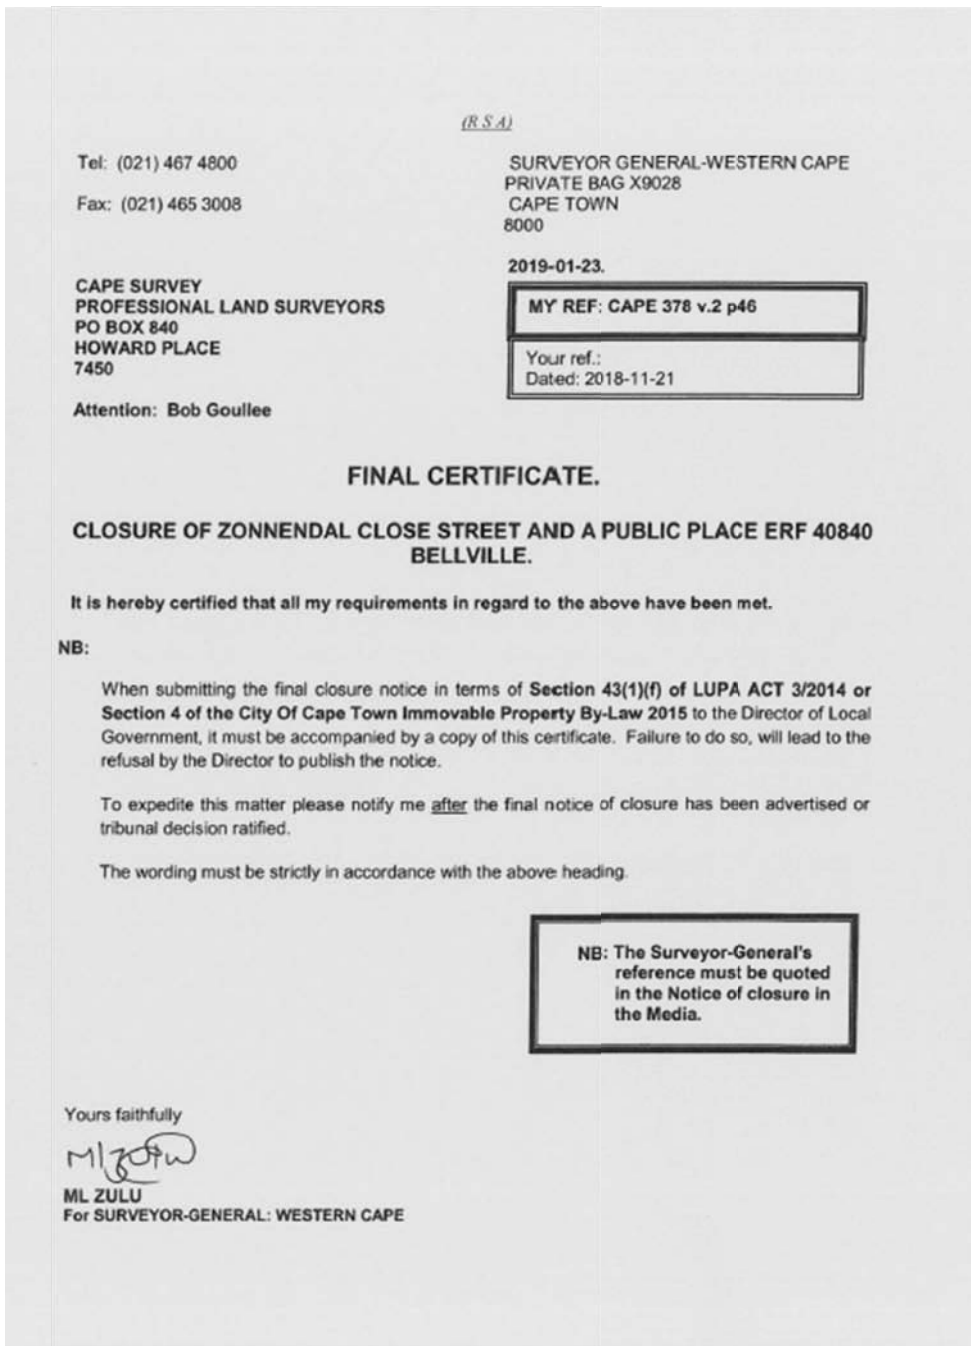 (R S A)
Tel: (021) 467 4800
Fax: (021) 465 3008
SURVEYOR GENERAL-WESTERN CAPE
PRIVATE BAG X9028
CAPE TOWN
8000
2019-01-23.
CAPE SURVEY
PROFESSIONAL LAND SURVEYORS
PO BOX 840
HOWARD PLACE
7450
MY REF: CAPE 378 v.2 p46
Your ref.:
Dated: 2018-11-21
Attention: Bob Goullee
FINAL CERTIFICATE.
CLOSURE OF ZONNENDAL CLOSE STREET AND A PUBLIC PLACE ERF 40840
BELLVILLE.
It is hereby certified that all my requirements in regard to the above have been met.
NB:
When submitting the final closure notice in terms of Section 43(1)(f) of LUPA ACT 3/2014 or
Section 4 of the City Of Cape Town Immovable Property By-Law 2015 to the Director of Local
Government, it must be accompanied by a copy of this certificate. Failure to do so, will lead to the
refusal by the Director to publish the notice.
To expedite this matter please notify me after the final notice of closure has been advertised or
tribunal decision ratified.
The wording must be strictly in accordance with the above heading.
NB: The Surveyor-General's
reference must be quoted
in the Notice of closure in
the Media.
Yours faithfully
ML ZULU
For SURVEYOR-GENERAL: WESTERN CAPE